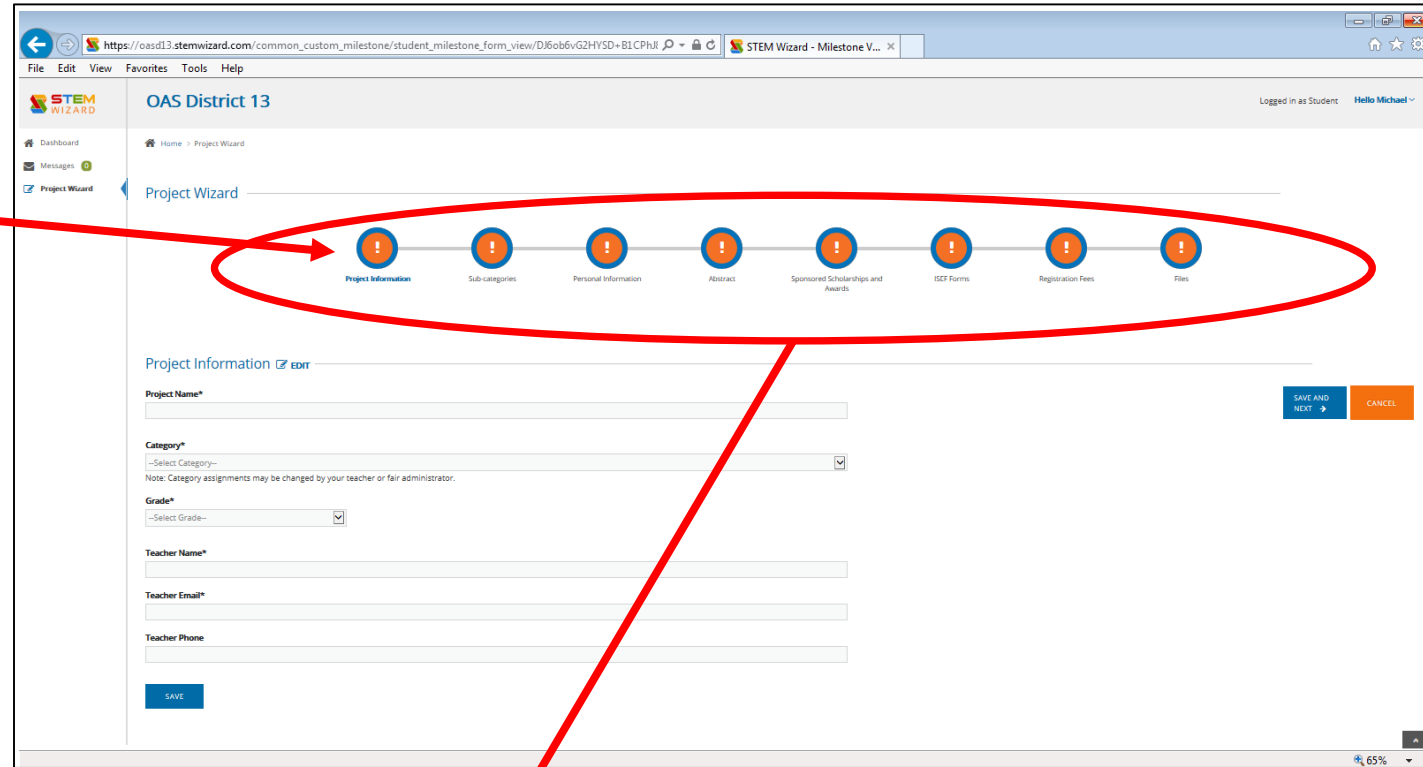 https://oasd13.stemwizard.com/common_custom_milestone/student_milestone_form_view/DJ6ob6vG2HYSD+B1CPhJ
STEM Wizard - Milestone V...
File Edit View Favorites Tools Help
STEM
WIZARD
OAS District 13
Logged in as Student Hello Michael
Dashboard
Home > Project Wizard
Messages 0
Project Wizard
Project Wizard
! ! ! ! ! ! ! !
Project Information Sub-categories Personal Information Abstract Sponsored Scholarships and Awards ISEF Forms Registration Fees Files
Project Information EDIT
Project Name*
SAVE AND
NEXT →
CANCEL
Category*
--Select Category--
Note: Category assignments may be changed by your teacher or fair administrator.
Grade*
--Select Grade--
Teacher Name*
Teacher Email*
Teacher Phone
SAVE
65%